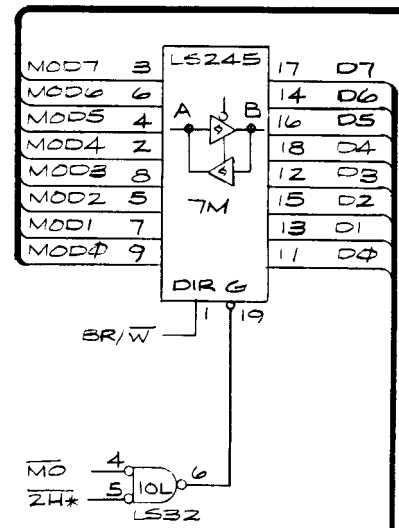 LS245
MOD7 3 17 D7
MOD6 6 14 D6
MOD5 4 A B 16 D5
MOD4 2 18 D4
MOD3 8 12 D3
MOD2 5 7M 15 D2
MOD1 7 13 D1
MODØ 9 11 DØ
DIR G
1 19
BR/W̅
M̅O̅ 4
10L 6
2̅H̅*̅ 5
LS32